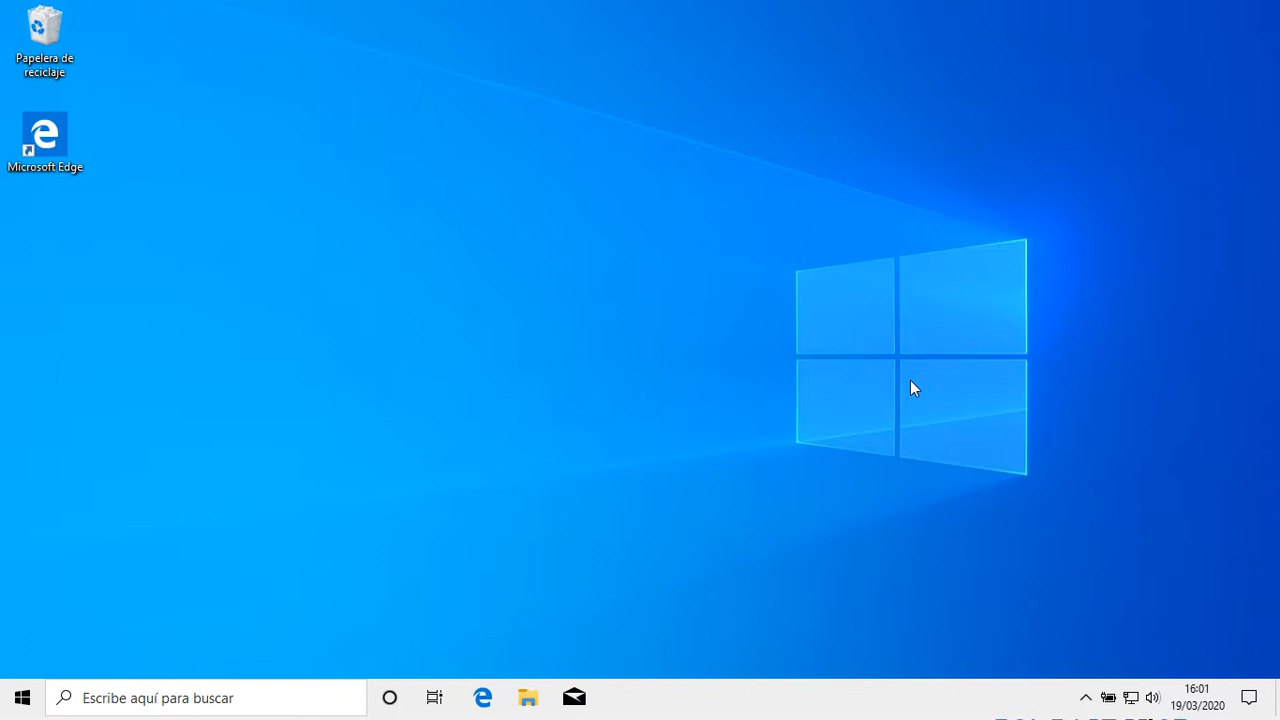 Papelera de
reciclaje
Microsoft Edge
Escribe aquí para buscar
16:01
19/03/2020